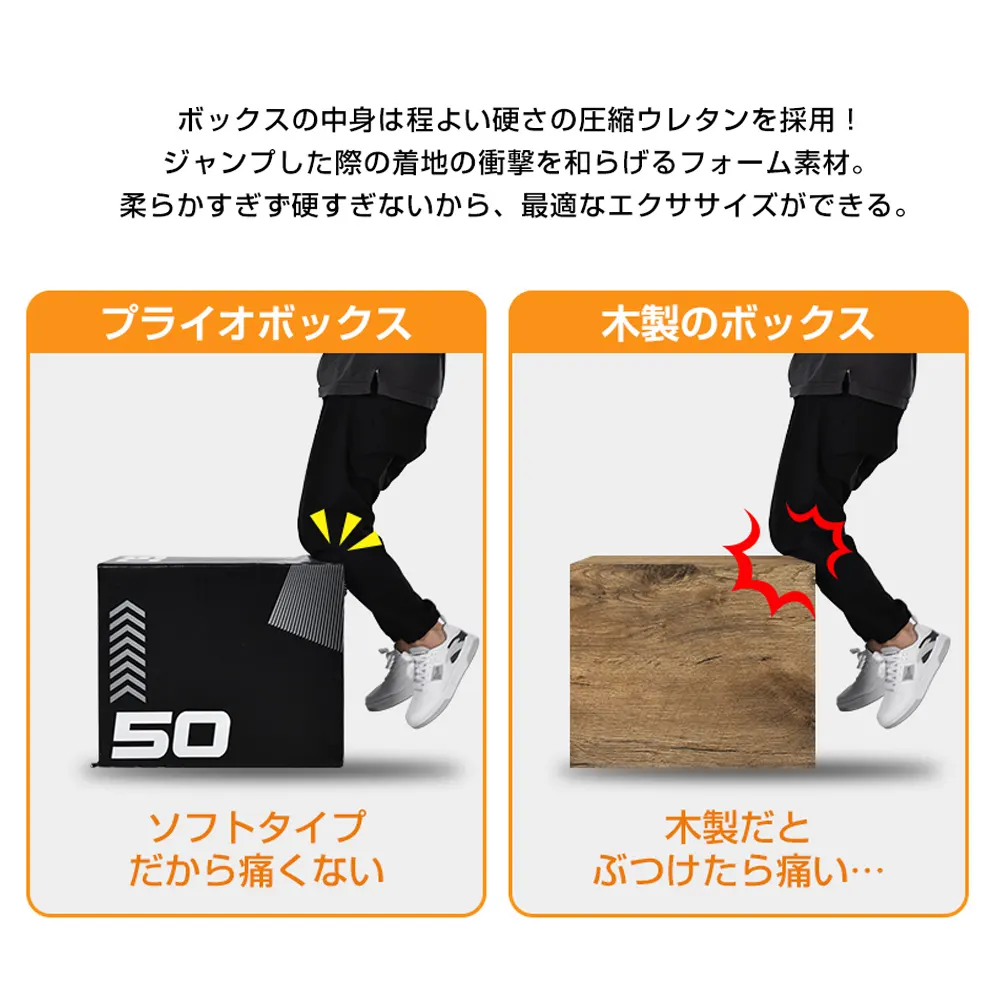 ボックスの中身は程よい硬さの圧縮ウレタンを採用！
ジャンプした際の着地の衝撃を和らげるフォーム素材。
柔らかすぎず硬すぎないから、最適なエクササイズができる。
プライオボックス
木製のボックス
50
ソフトタイプ
だから痛くない
木製だと
ぶつけたら痛い…